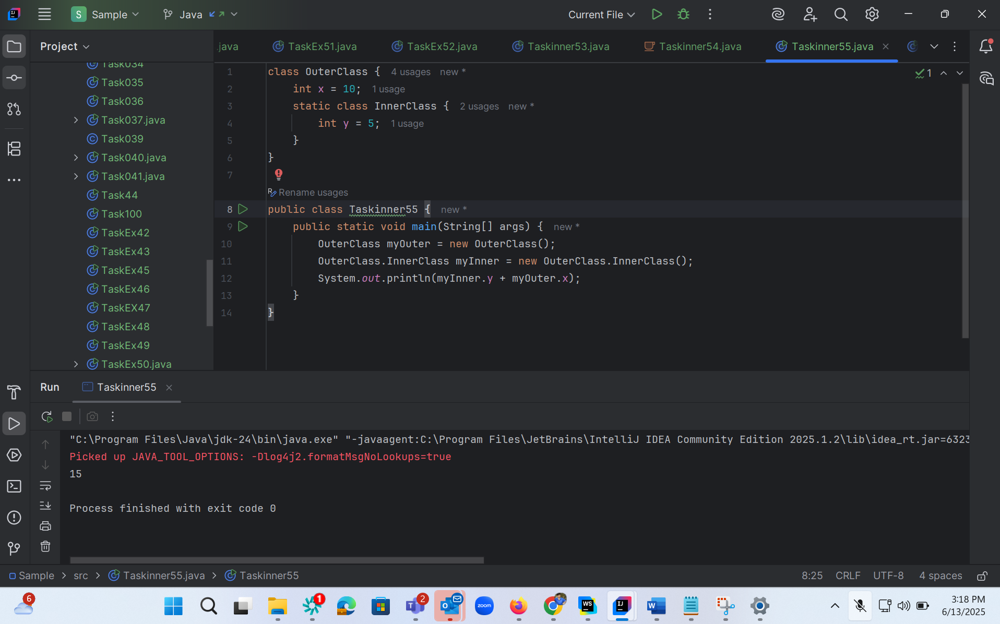 S Sample Java Current File
Project
.java TaskEx51.java TaskEx52.java Taskinner53.java Taskinner54.java Taskinner55.java
Task034
Task035
Task036
Task037.java
Task039
Task040.java
Task041.java
Task44
Task100
TaskEx42
TaskEx43
TaskEx45
TaskEx46
TaskEX47
TaskEx48
TaskEx49
TaskEx50.java
1 class OuterClass { 4 usages new *
2 int x = 10; 1 usage
3 static class InnerClass { 2 usages new *
4 int y = 5; 1 usage
5 }
6 }
7
Rename usages
8 public class Taskinner55 { new *
9 public static void main(String[] args) { new *
10 OuterClass myOuter = new OuterClass();
11 OuterClass.InnerClass myInner = new OuterClass.InnerClass();
12 System.out.println(myInner.y + myOuter.x);
13 }
14 }
1
Run Taskinner55
"C:\Program Files\Java\jdk-24\bin\java.exe" "-javaagent:C:\Program Files\JetBrains\IntelliJ IDEA Community Edition 2025.1.2\lib\idea_rt.jar=6323
Picked up JAVA_TOOL_OPTIONS: -Dlog4j2.formatMsgNoLookups=true
15
Process finished with exit code 0
Sample > src > Taskinner55.java > Taskinner55 8:25 CRLF UTF-8 4 spaces
6 1 T 2 O zoom WS IJ W
3:18 PM
6/13/2025